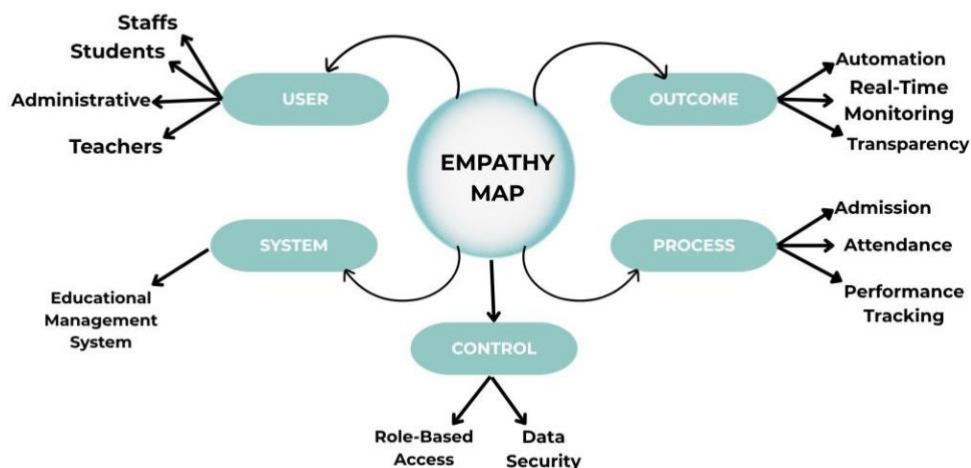 Staffs
Students
Administrative
Teachers
USER
OUTCOME
Automation
Real-Time
Monitoring
Transparency
EMPATHY
MAP
SYSTEM
Educational
Management
System
PROCESS
Admission
Attendance
Performance
Tracking
CONTROL
Role-Based
Access
Data
Security